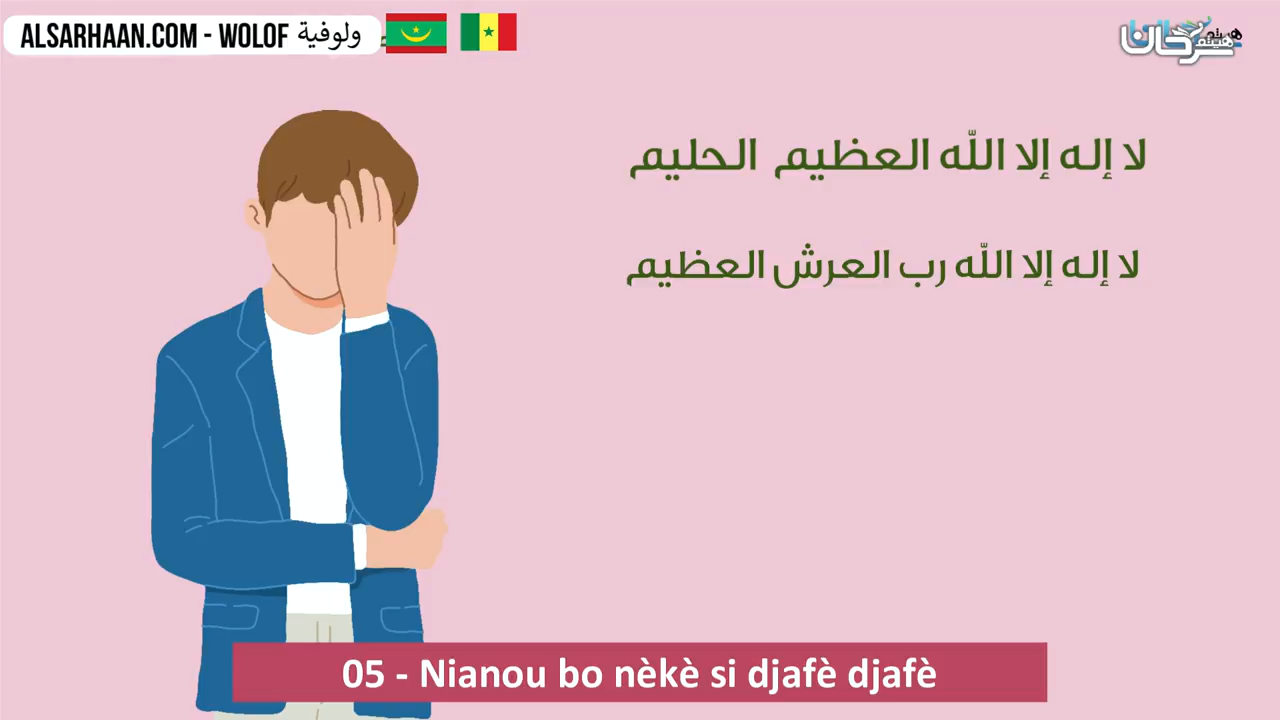 ALSARHAAN.COM - WOLOF ولوفية
لا إله إلا اللّه العظيم الحليم
لا إله إلا اللّه رب العرش العظيم
05 - Nianou bo nèkè si djafè djafè